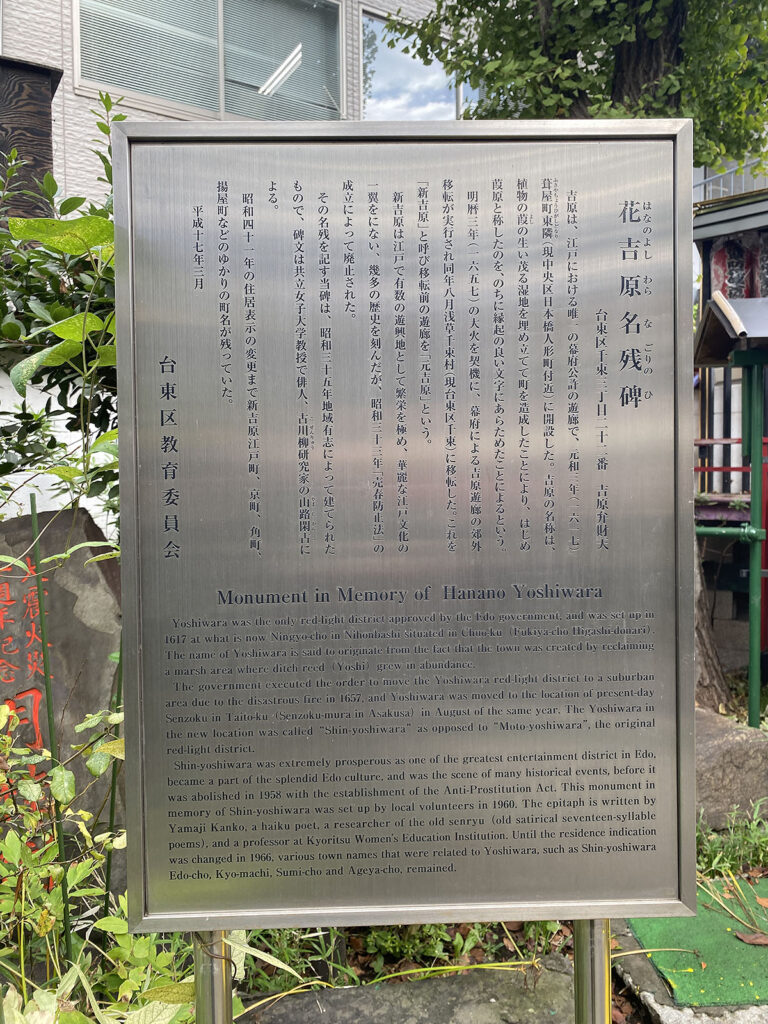 花吉原名残碑
はなのよしわらなごりのひ
台東区千束三丁目二十二番 吉原弁財天
吉原は、江戸における唯一の幕府公許の遊廓で、元和三年（一六一七）
葺屋町東隣（現中央区日本橋人形町付近）に開設した。吉原の名称は、
ふきやちょうひがしどなり
植物の葭の生い茂る湿地を埋め立てて町を造成したことにより、はじめ
よし
葭原と称したのを、のちに縁起の良い文字にあらためたことによるという。
明暦三年（一六五七）の大火を契機に、幕府による吉原遊廓の郊外
移転が実行され同年八月浅草千束村（現台東区千束）に移転した。これを
「新吉原」と呼び移転前の遊廓を「元吉原」という。
新吉原は江戸で有数の遊興地として繁栄を極め、華麗な江戸文化の
一翼をにない、幾多の歴史を刻んだが、昭和三十三年「売春防止法」の
成立によって廃止された。
その名残を記す当碑は、昭和三十五年地域有志によって建てられた
もので、碑文は共立女子大学教授で俳人、古川柳研究家の山路閑古に
よる。
昭和四十一年の住居表示の変更まで新吉原江戸町、京町、角町、
揚屋町などのゆかりの町名が残っていた。
平成十七年三月
台東区教育委員会
Monument in Memory of Hanano Yoshiwara
Yoshiwara was the only red-light district approved by the Edo government, and was set up in
1617 at what is now Ningyo-cho in Nihonbashi situated in Chuo-ku (Fukiya-cho Higashi-donari).
The name of Yoshiwara is said to originate from the fact that the town was created by reclaiming
a marsh area where ditch reed (Yoshi) grew in abundance.
The government executed the order to move the Yoshiwara red-light district to a suburban
area due to the disastrous fire in 1657, and Yoshiwara was moved to the location of present-day
Senzoku in Taito-ku (Senzoku-mura in Asakusa) in August of the same year. The Yoshiwara in
the new location was called "Shin-yoshiwara" as opposed to "Moto-yoshiwara", the original
red-light district.
Shin-yoshiwara was extremely prosperous as one of the greatest entertainment district in Edo,
became a part of the splendid Edo culture, and was the scene of many historical events, before it
was abolished in 1958 with the establishment of the Anti-Prostitution Act. This monument in
memory of Shin-yoshiwara was set up by local volunteers in 1960. The epitaph is written by
Yamaji Kanko, a haiku poet, a researcher of the old senryu (old satirical seventeen-syllable
poems), and a professor at Kyoritsu Women's Education Institution. Until the residence indication
was changed in 1966, various town names that were related to Yoshiwara, such as Shin-yoshiwara
Edo-cho, Kyo-machi, Sumi-cho and Ageya-cho, remained.